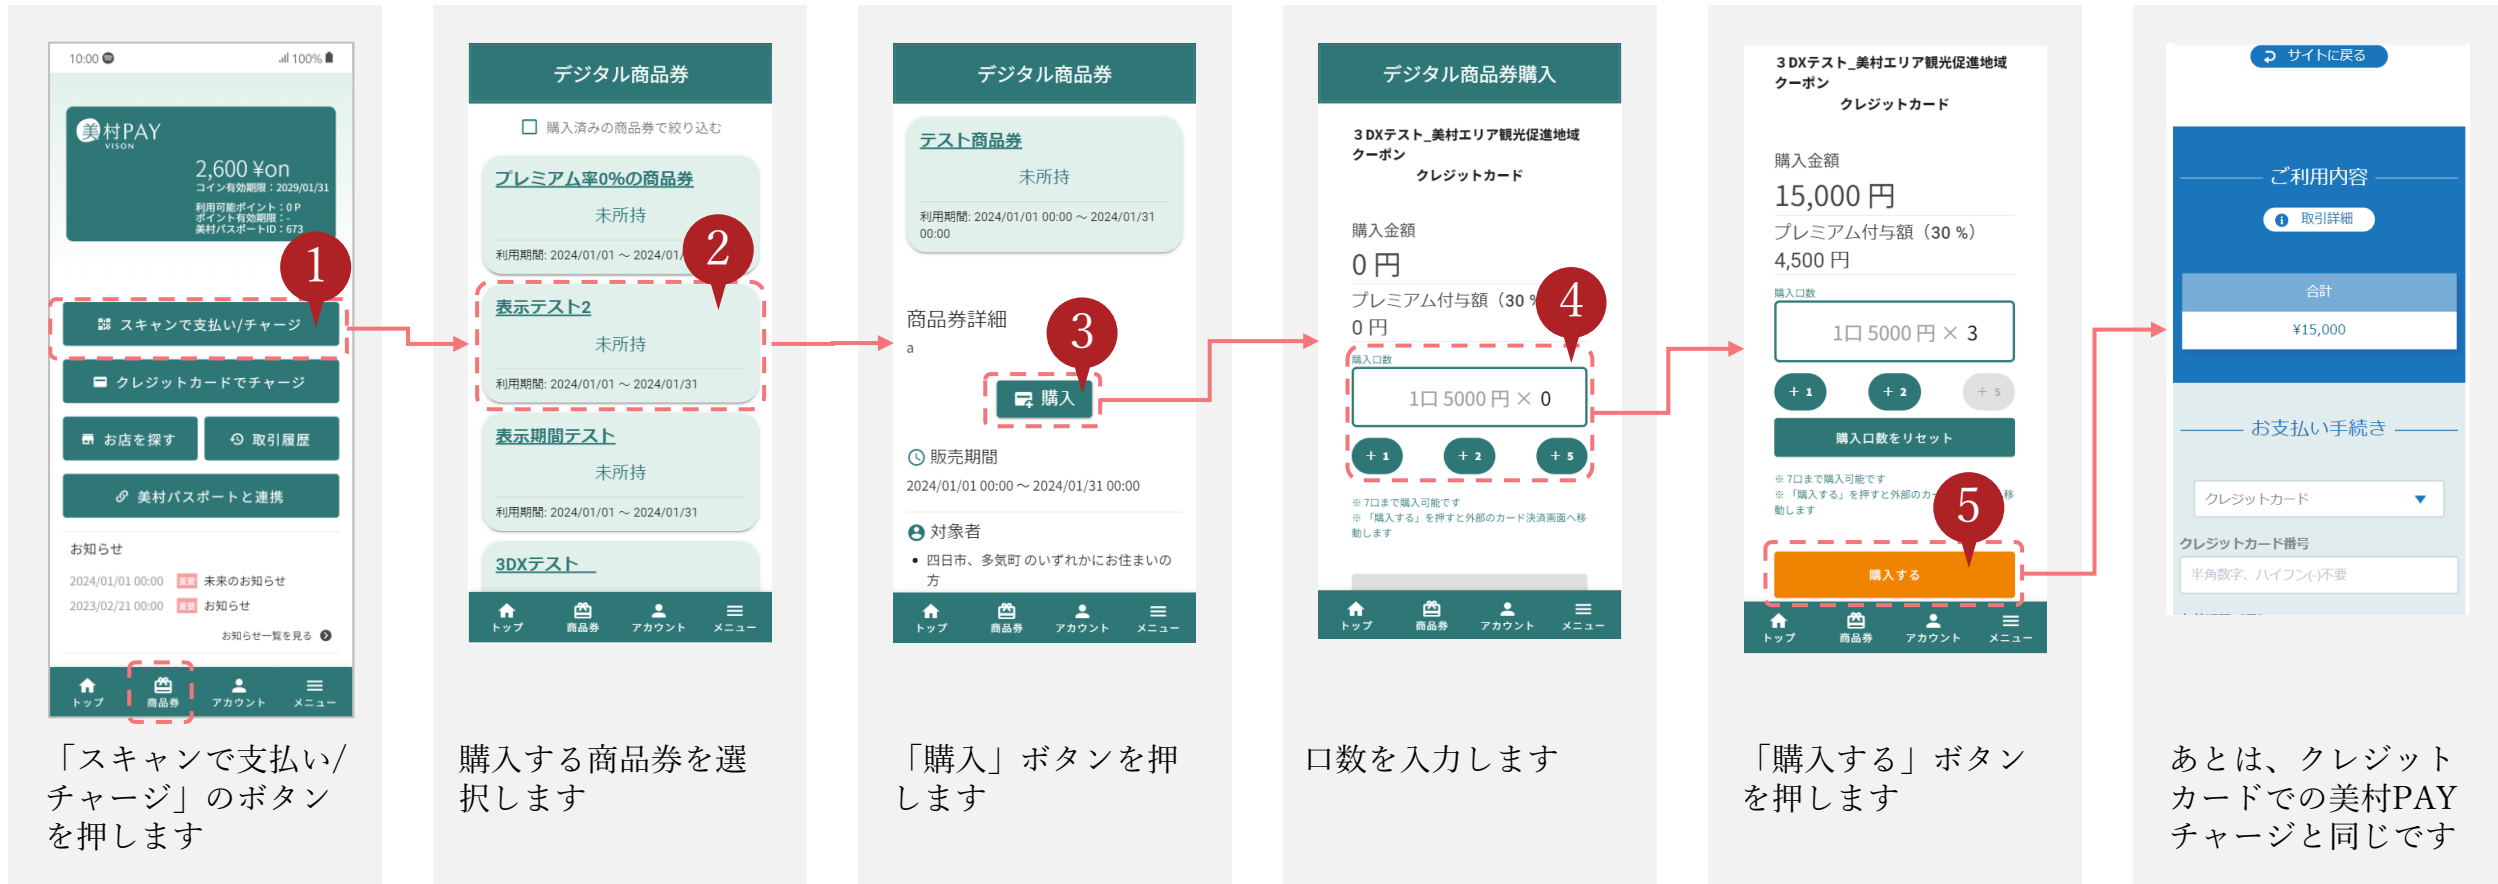 10:00
100%
美村PAY
VISON
2,600 ¥on
コイン有効期限：2029/01/31
利用可能ポイント：0 P
ポイント有効期限：-
美村パスポートID：673
1
スキャンで支払い/チャージ
クレジットカードでチャージ
お店を探す
取引履歴
美村パスポートと連携
お知らせ
2024/01/01 00:00 重要 未来のお知らせ
2023/02/21 00:00 重要 お知らせ
お知らせ一覧を見る
トップ 商品券 アカウント メニュー
「スキャンで支払い/
チャージ」のボタン
を押します
デジタル商品券
購入済みの商品券で絞り込む
プレミアム率0%の商品券
未所持
利用期間: 2024/01/01 ～ 2024/01/
2
表示テスト2
未所持
利用期間: 2024/01/01 ～ 2024/01/31
表示期間テスト
未所持
利用期間: 2024/01/01 ～ 2024/01/31
3DXテスト
トップ 商品券 アカウント メニュー
購入する商品券を選
択します
デジタル商品券
テスト商品券
未所持
利用期間: 2024/01/01 00:00 ～ 2024/01/31
00:00
商品券詳細
a
3
購入
販売期間
2024/01/01 00:00 ～ 2024/01/31 00:00
対象者
• 四日市、多気町 のいずれかにお住まいの
方
トップ 商品券 アカウント メニュー
「購入」ボタンを押
します
デジタル商品券購入
３DXテスト_美村エリア観光促進地域
クーポン
クレジットカード
購入金額
0 円
プレミアム付与額（30 %
0 円
4
購入口数
1口 5000 円 × 0
+ 1 + 2 + 5
※ 7口まで購入可能です
※ 「購入する」を押すと外部のカード決済画面へ移
動します
トップ 商品券 アカウント メニュー
口数を入力します
３DXテスト_美村エリア観光促進地域
クーポン
クレジットカード
購入金額
15,000 円
プレミアム付与額（30 %）
4,500 円
購入口数
1口 5000 円 × 3
+ 1 + 2 + 5
購入口数をリセット
※ 7口まで購入可能です
※ 「購入する」を押すと外部のカー 移
動します
5
購入する
トップ 商品券 アカウント メニュー
「購入する」ボタン
を押します
サイトに戻る
ご利用内容
取引詳細
合計
¥15,000
お支払い手続き
クレジットカード
クレジットカード番号
半角数字、ハイフン(-)不要
あとは、クレジット
カードでの美村PAY
チャージと同じです